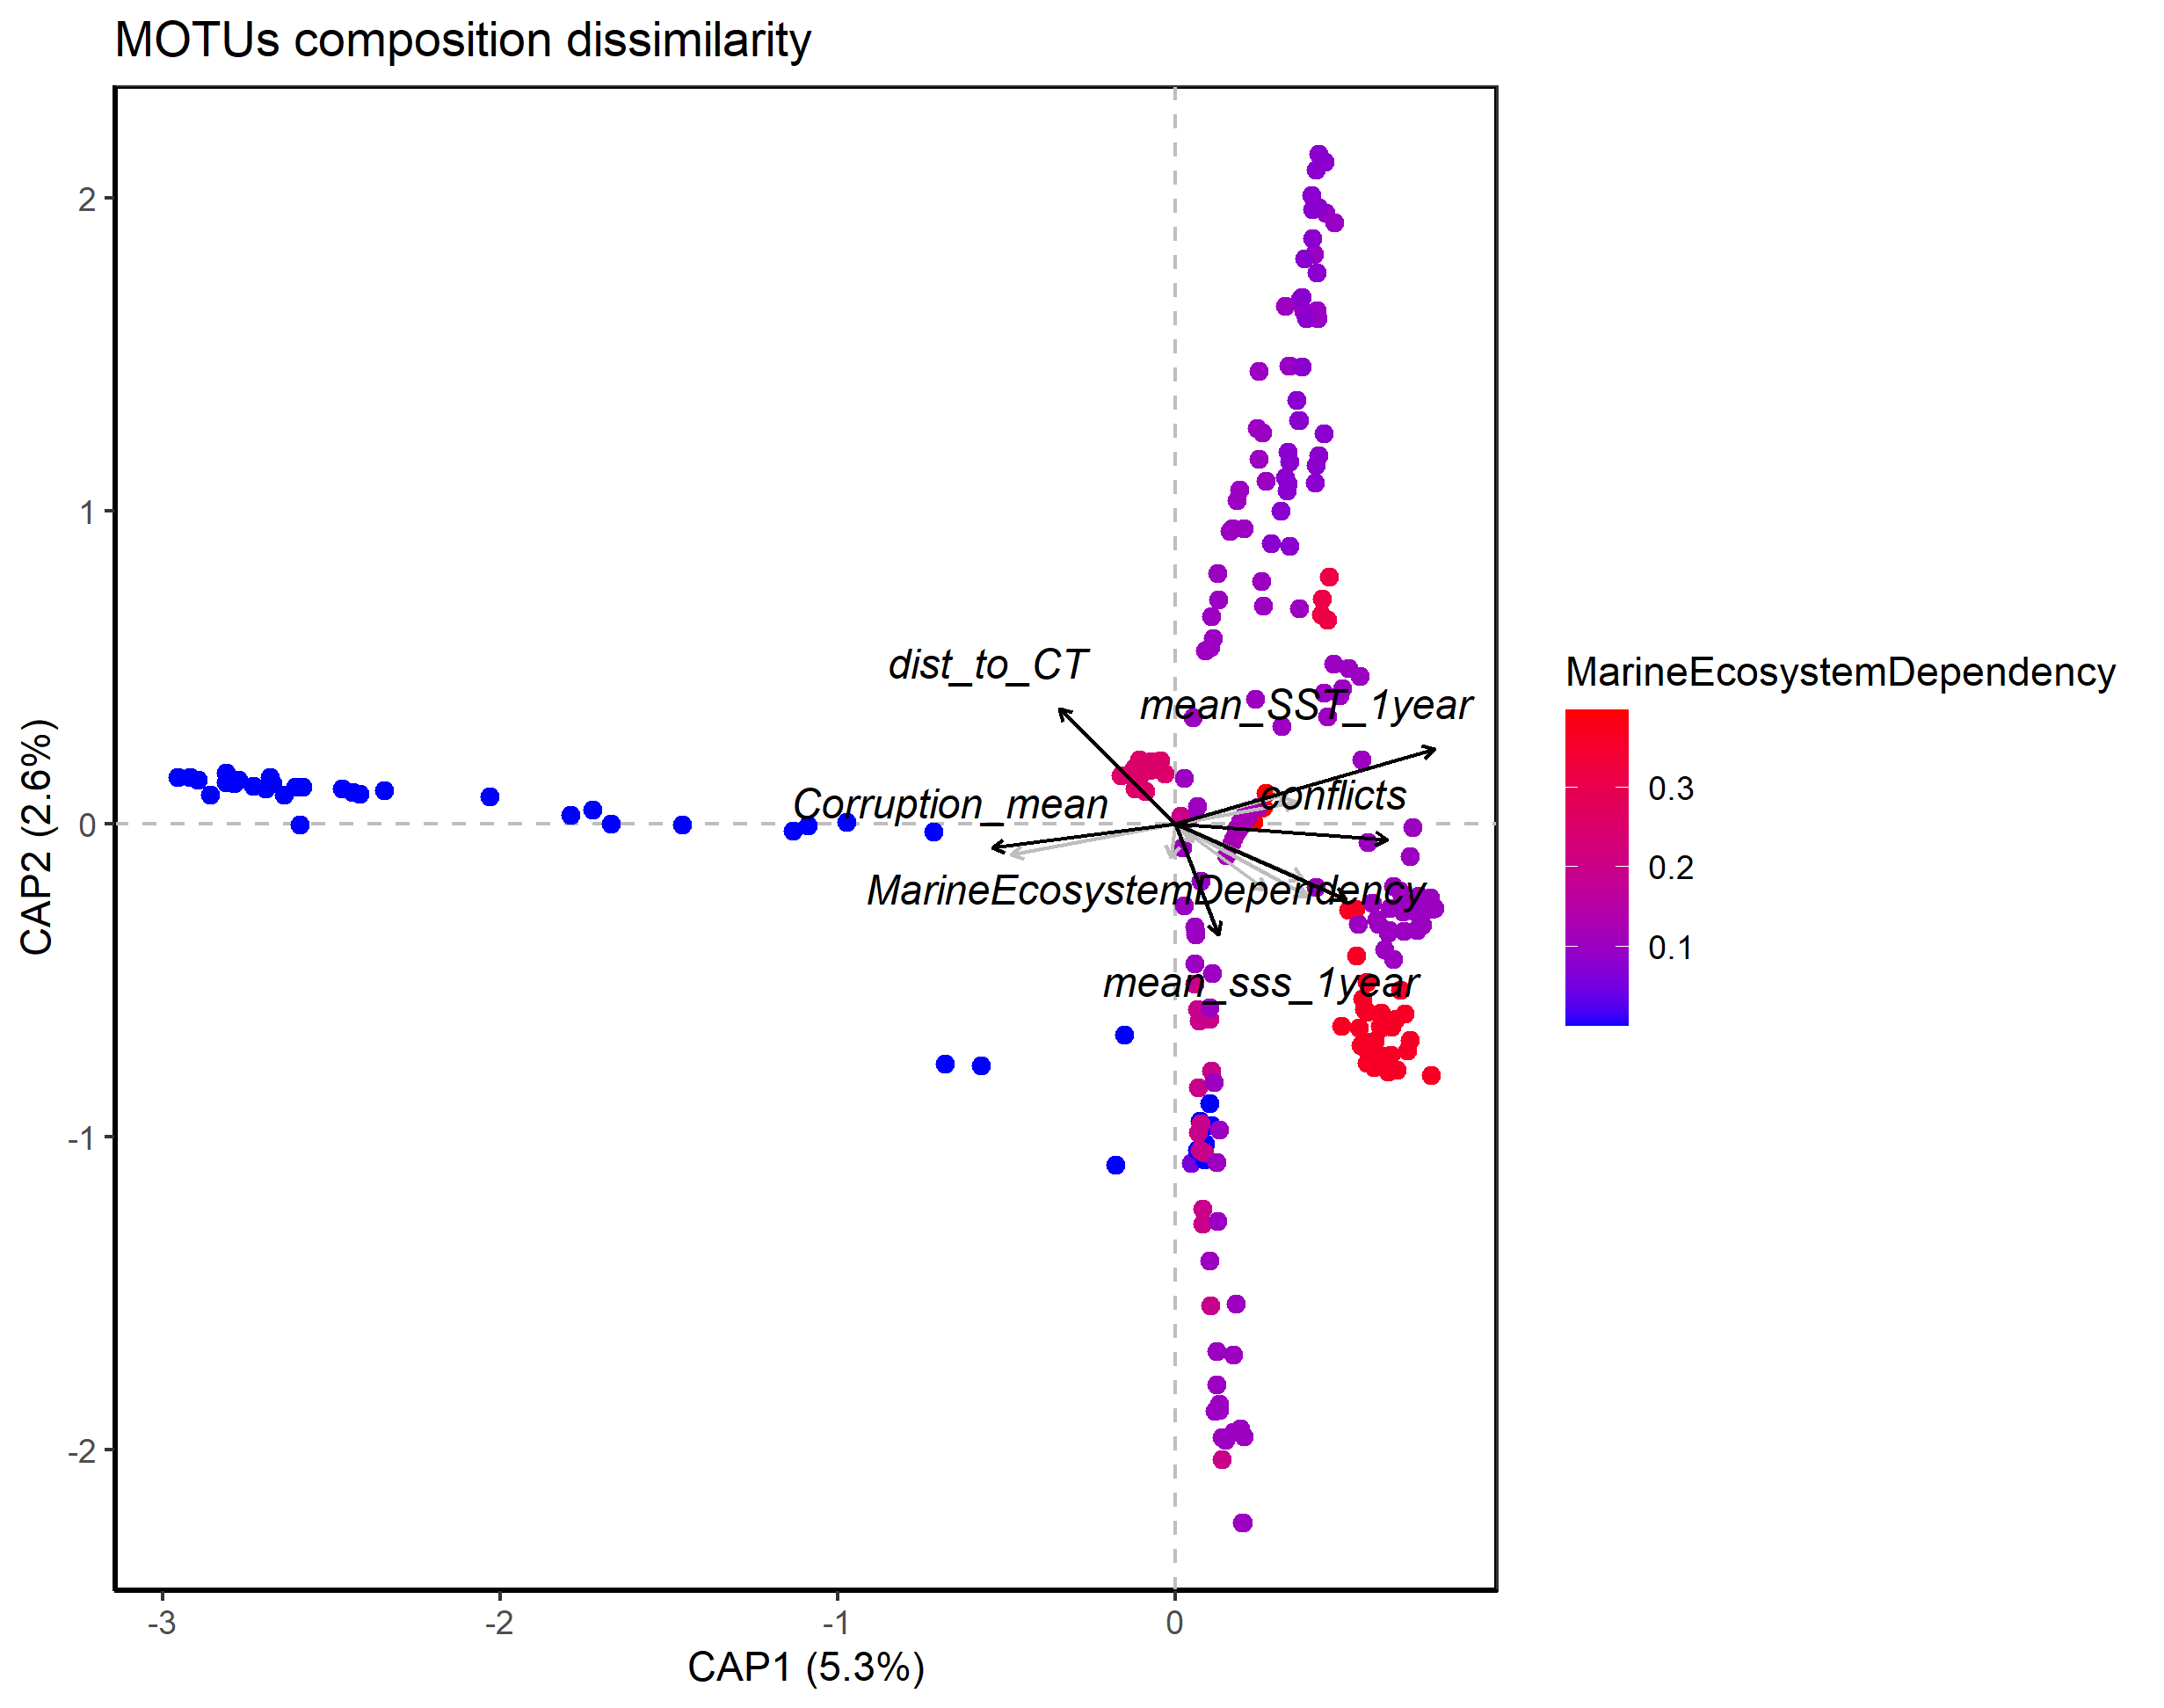 MOTUs composition dissimilarity
CAP2 (2.6%)
2
1
0
-1
-2
dist_to_CT
mean_SST_1year
Corruption_mean
conflicts
MarineEcosystemDependency
mean_sss_1year
-3
-2
-1
0
CAP1 (5.3%)
MarineEcosystemDependency
0.3
0.2
0.1